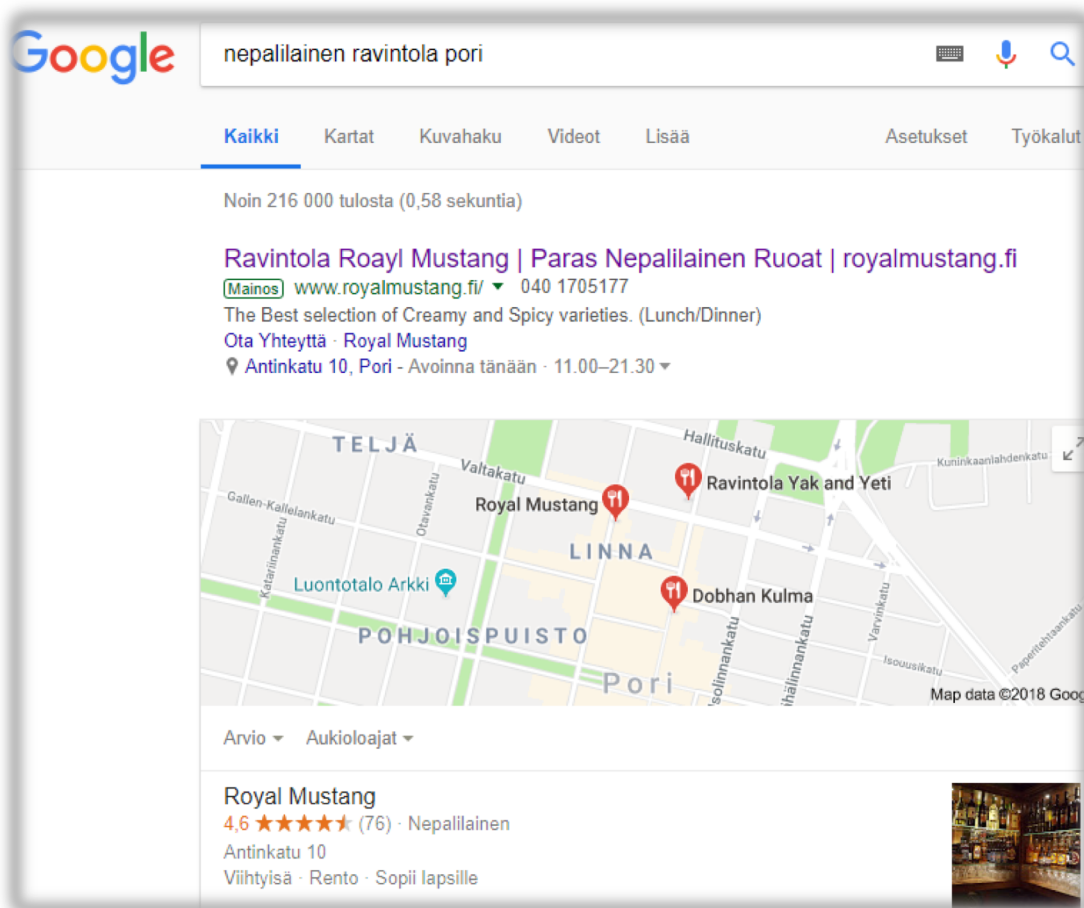 Google
nepalilainen ravintola pori
Kaikki Kartat Kuvahaku Videot Lisää Asetukset Työkalut
Noin 216 000 tulosta (0,58 sekuntia)
Ravintola Roayl Mustang | Paras Nepalilainen Ruoat | royalmustang.fi
Mainos www.royalmustang.fi/ 040 1705177
The Best selection of Creamy and Spicy varieties. (Lunch/Dinner)
Ota Yhteyttä · Royal Mustang
Antinkatu 10, Pori - Avoinna tänään · 11.00–21.30
TELJÄ
Hallituskatu
Kuninkaanlahdenkatu
Valtakatu
Ravintola Yak and Yeti
Royal Mustang
Gallen-Kallelankatu
Otavankatu
Katariinankatu
LINNA
Luontotalo Arkki
Dobhan Kulma
Varvinkatu
POHJOISPUISTO
Isolinnankatu
Paperitehtaankatu
Isouusikatu
Pori
Map data ©2018 Goog
Arvio Aukioloajat
Royal Mustang
4,6 (76) · Nepalilainen
Antinkatu 10
Viihtyisä · Rento · Sopii lapsille